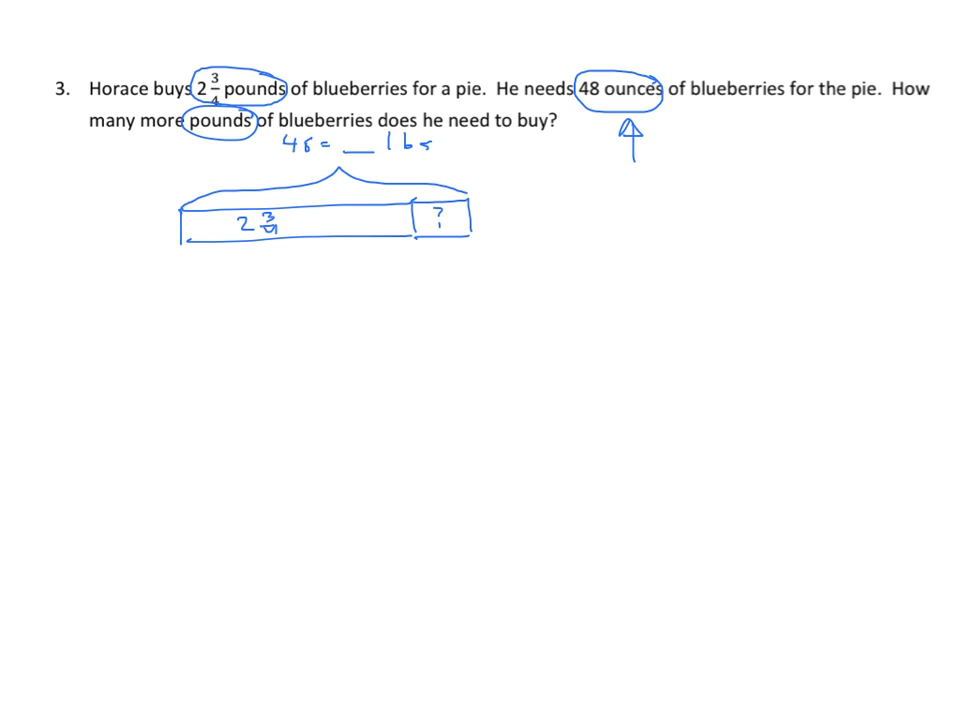 3. Horace buys 2 3/4 pounds of blueberries for a pie. He needs 48 ounces of blueberries for the pie. How
many more pounds of blueberries does he need to buy?
48 = __ lbs
2 3/4 ?